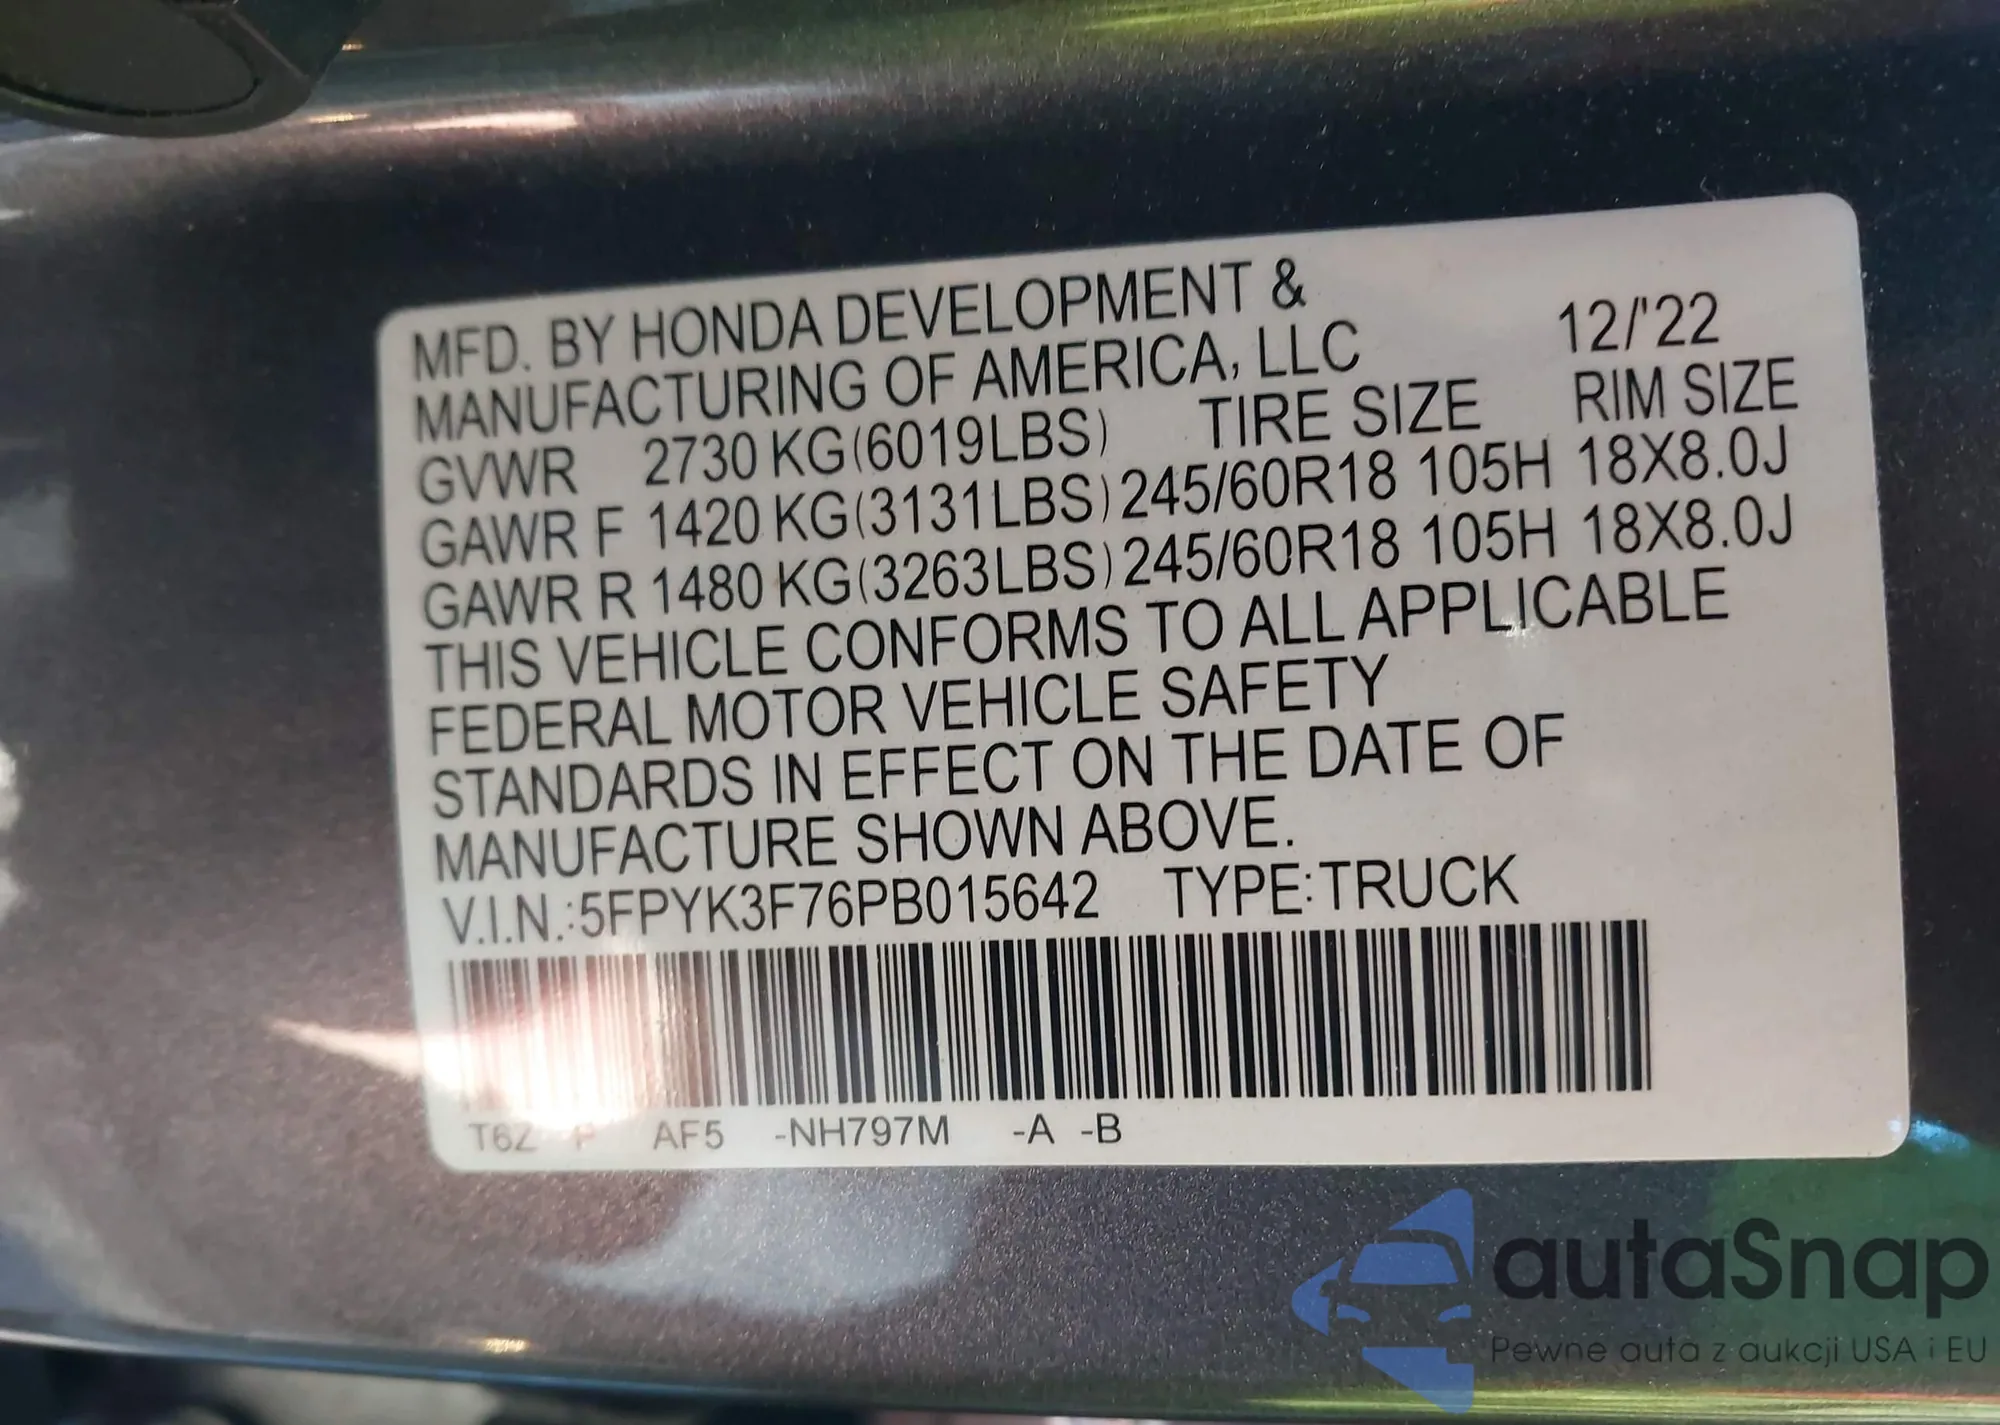 MFD. BY HONDA DEVELOPMENT &
MANUFACTURING OF AMERICA, LLC 12/'22
GVWR 2730 KG(6019LBS) TIRE SIZE RIM SIZE
GAWR F 1420 KG(3131LBS) 245/60R18 105H 18X8.0J
GAWR R 1480 KG(3263LBS) 245/60R18 105H 18X8.0J
THIS VEHICLE CONFORMS TO ALL APPLICABLE
FEDERAL MOTOR VEHICLE SAFETY
STANDARDS IN EFFECT ON THE DATE OF
MANUFACTURE SHOWN ABOVE.
V.I.N.:5FPYK3F76PB015642 TYPE:TRUCK
T6Z AF5 -NH797M -A -B
autaSnap
Pewne auta z aukcji USA i EU